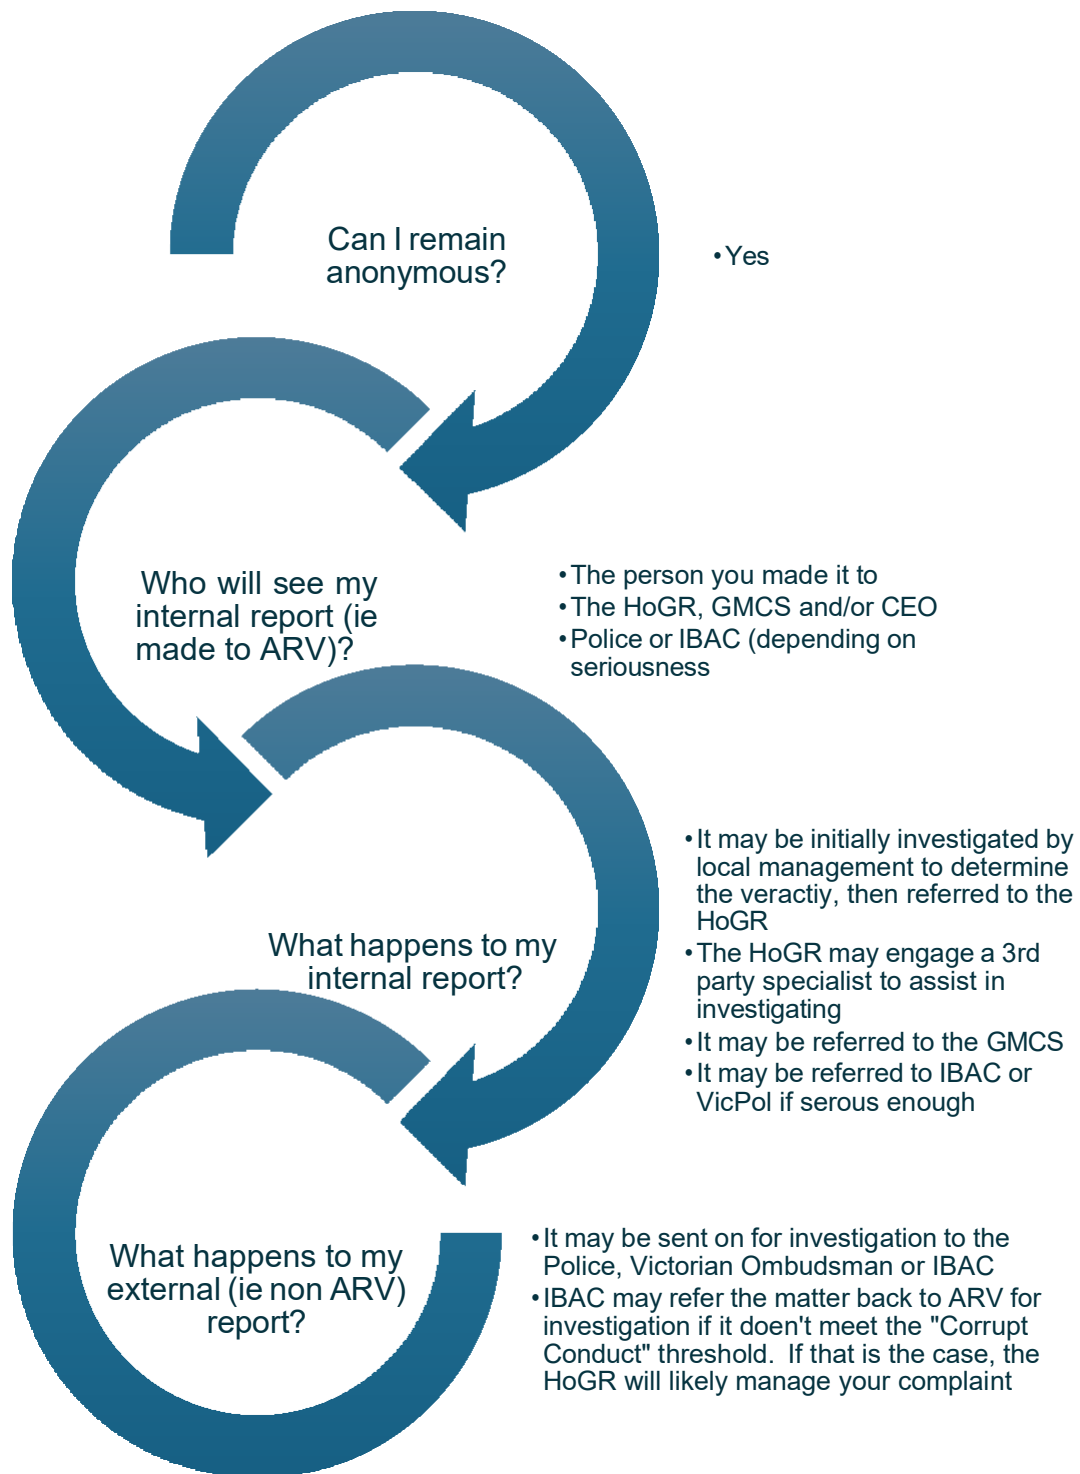 Can I remain
anonymous?
• Yes
Who will see my
internal report (ie
made to ARV)?
• The person you made it to
• The HoGR, GMCS and/or CEO
• Police or IBAC (depending on
seriousness
What happens to my
internal report?
• It may be initially investigated by
local management to determine
the veractiy, then referred to the
HoGR
• The HoGR may engage a 3rd
party specialist to assist in
investigating
• It may be referred to the GMCS
• It may be referred to IBAC or
VicPol if serous enough
What happens to my
external (ie non ARV)
report?
• It may be sent on for investigation to the
Police, Victorian Ombudsman or IBAC
• IBAC may refer the matter back to ARV for
investigation if it doen't meet the "Corrupt
Conduct" threshold.  If that is the case, the
HoGR will likely manage your complaint